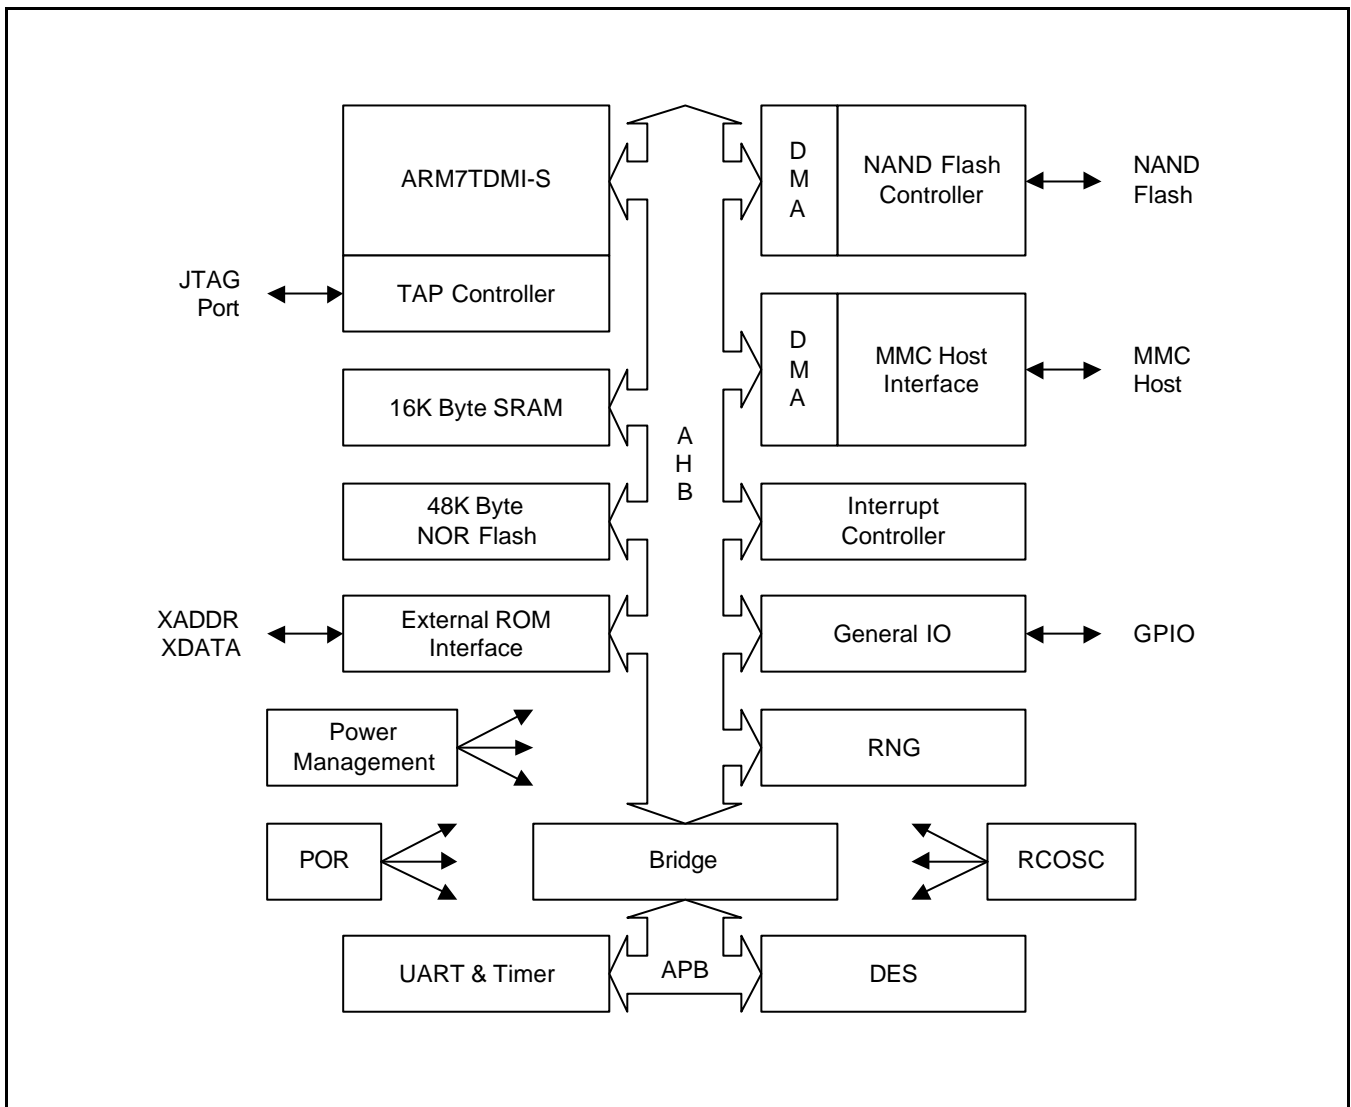 ARM7TDMI-S
D
M
A
NAND Flash
Controller
NAND
Flash
JTAG
Port
TAP Controller
D
M
A
MMC Host
Interface
MMC
Host
16K Byte SRAM
A
H
B
48K Byte
NOR Flash
Interrupt
Controller
XADDR
XDATA
External ROM
Interface
General IO
GPIO
Power
Management
RNG
POR
Bridge
RCOSC
UART & Timer
APB
DES